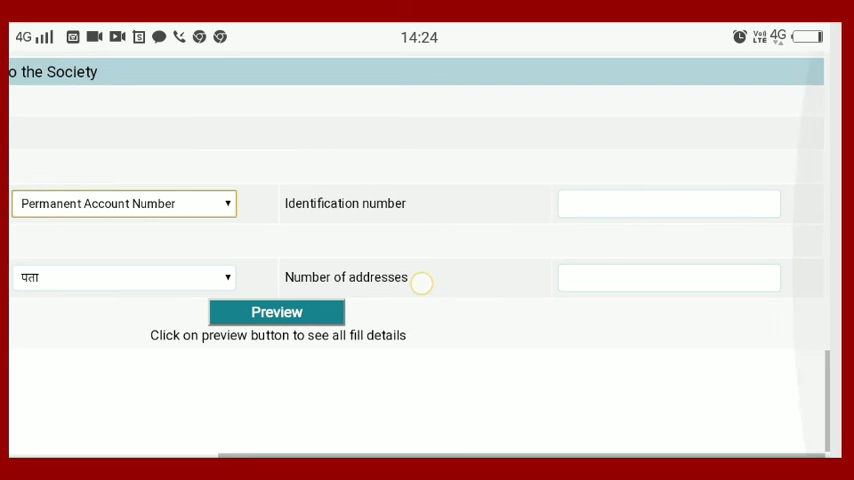 4G 14:24 Vo) LTE 4G
o the Society
Permanent Account Number Identification number
पता Number of addresses
Preview
Click on preview button to see all fill details